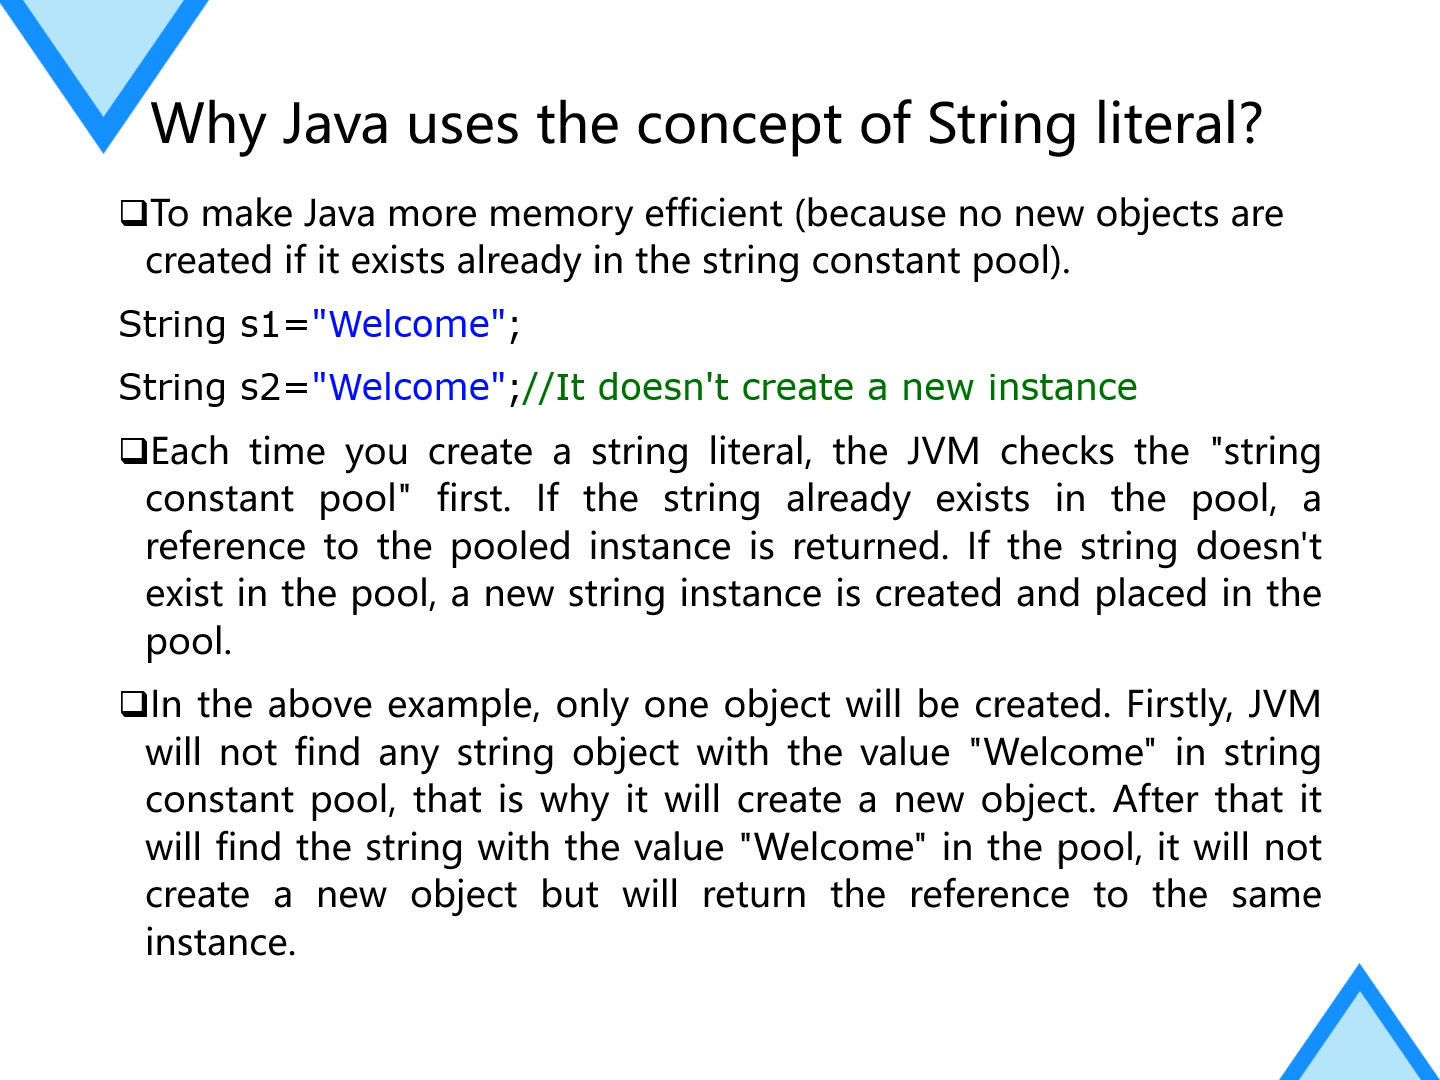 Why Java uses the concept of String literal?
❑To make Java more memory efficient (because no new objects are
created if it exists already in the string constant pool).
String s1="Welcome";
String s2="Welcome";//It doesn't create a new instance
❑Each time you create a string literal, the JVM checks the "string
constant pool" first. If the string already exists in the pool, a
reference to the pooled instance is returned. If the string doesn't
exist in the pool, a new string instance is created and placed in the
pool.
❑In the above example, only one object will be created. Firstly, JVM
will not find any string object with the value "Welcome" in string
constant pool, that is why it will create a new object. After that it
will find the string with the value "Welcome" in the pool, it will not
create a new object but will return the reference to the same
instance.